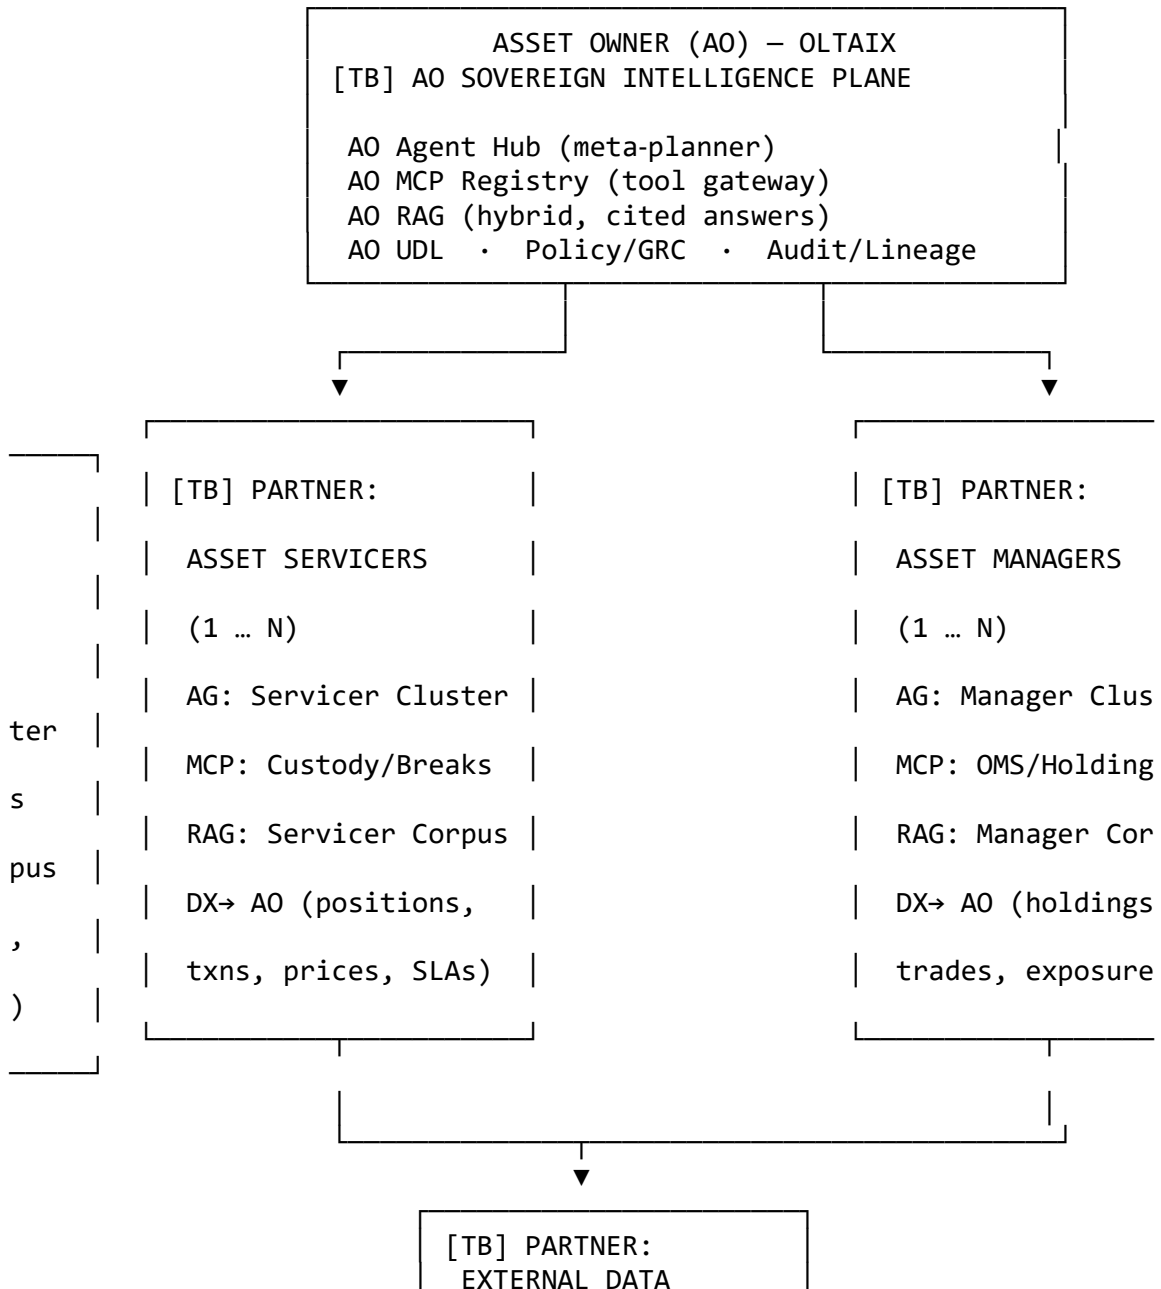 ASSET OWNER (AO) — OLTAIX
[TB] AO SOVEREIGN INTELLIGENCE PLANE
AO Agent Hub (meta-planner)
AO MCP Registry (tool gateway)
AO RAG (hybrid, cited answers)
AO UDL · Policy/GRC · Audit/Lineage
[TB] PARTNER: [TB] PARTNER:
ASSET SERVICERS ASSET MANAGERS
(1 … N) (1 … N)
AG: Servicer Cluster AG: Manager Clus
ter
MCP: Custody/Breaks MCP: OMS/Holding
s
RAG: Servicer Corpus RAG: Manager Cor
pus
DX→ AO (positions, DX→ AO (holdings
,
txns, prices, SLAs) trades, exposure
)
[TB] PARTNER:
EXTERNAL DATA